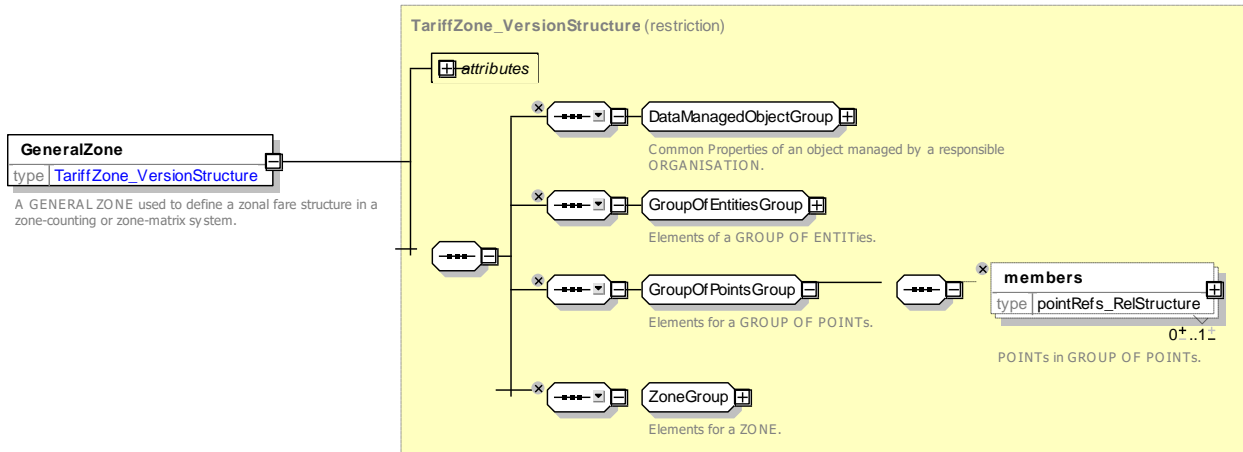 TariffZone_VersionStructure (restriction)
attributes
DataManagedObjectGroup
Common Properties of an object managed by a responsible
ORGANISATION.
GeneralZone
type TariffZone_VersionStructure
A GENERAL ZONE used to define a zonal fare structure in a
zone-counting or zone-matrix system.
GroupOfEntitiesGroup
Elements of a GROUP OF ENTITies.
GroupOfPointsGroup
Elements for a GROUP OF POINTs.
members
type pointRefs_RelStructure
0..1
POINTs in GROUP OF POINTs.
ZoneGroup
Elements for a ZONE.